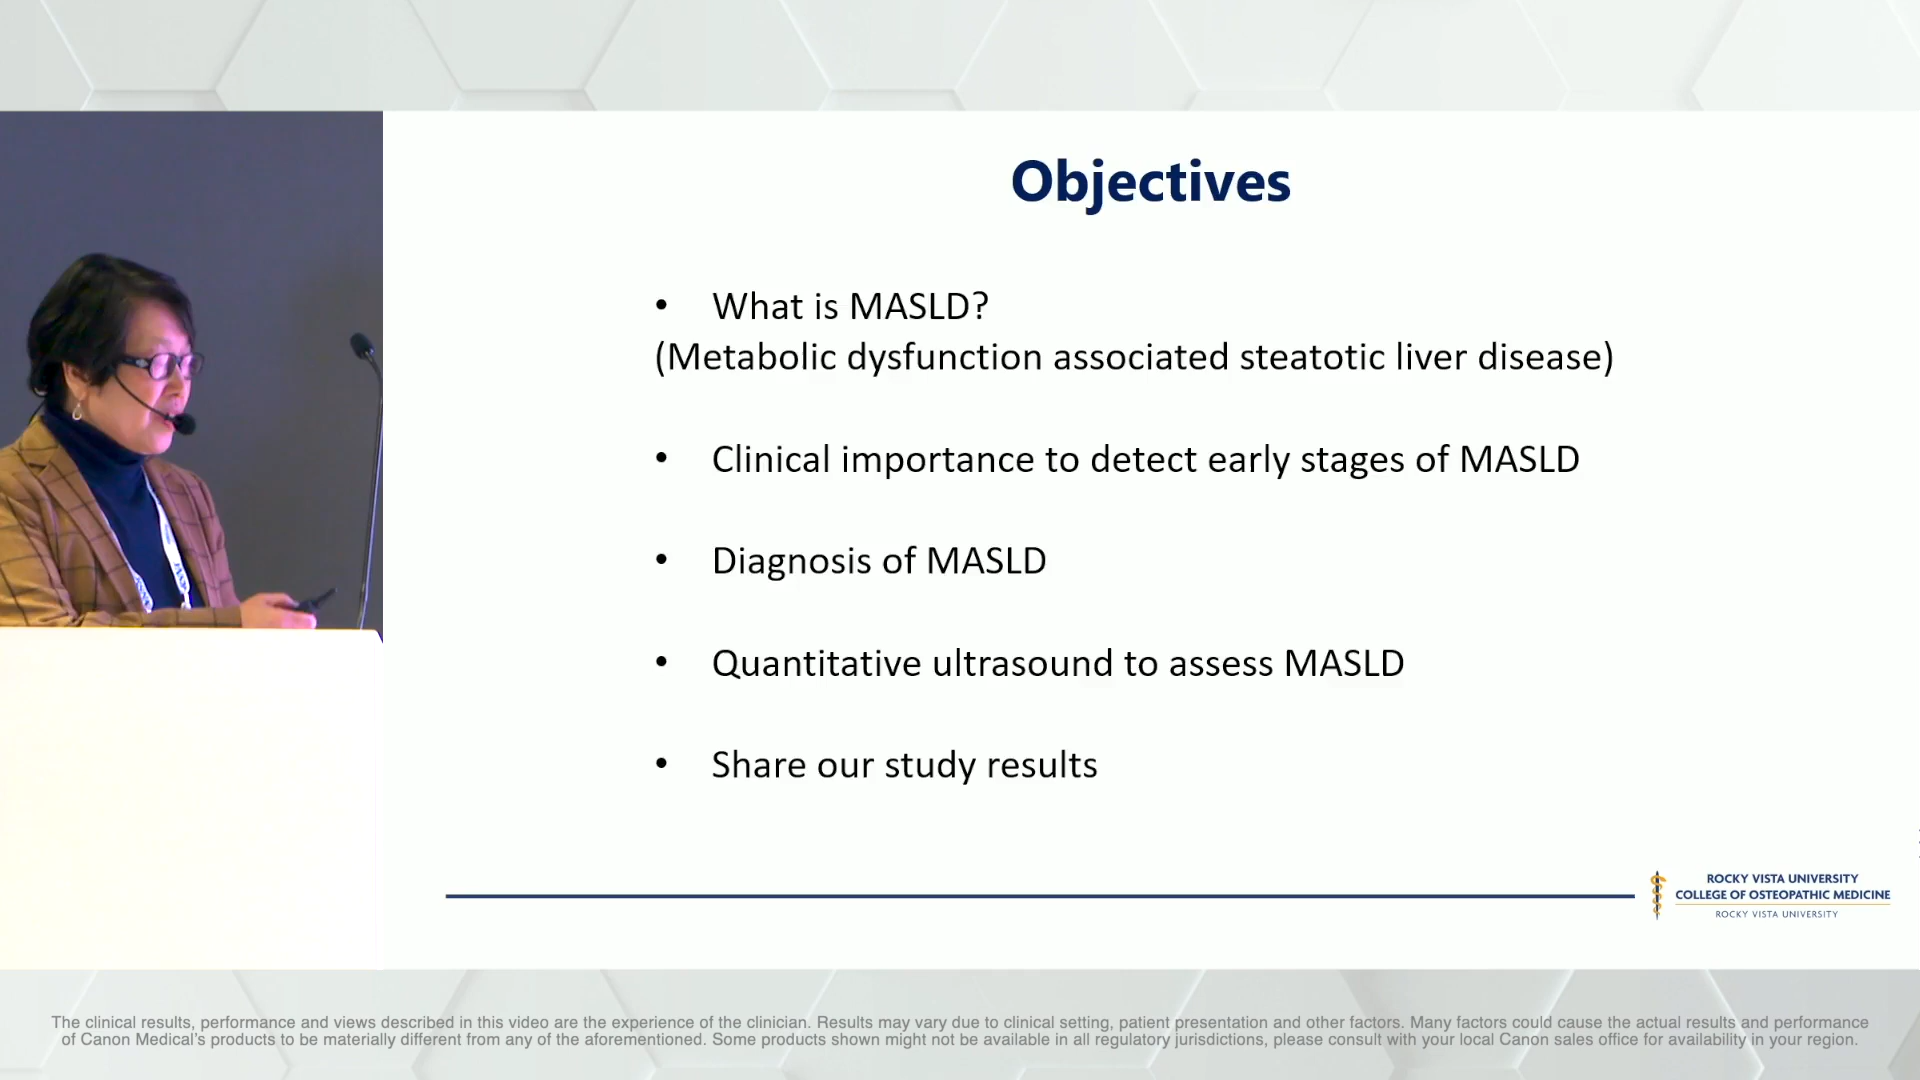 Objectives
• What is MASLD?
(Metabolic dysfunction associated steatotic liver disease)
• Clinical importance to detect early stages of MASLD
• Diagnosis of MASLD
• Quantitative ultrasound to assess MASLD
• Share our study results
ROCKY VISTA UNIVERSITY
COLLEGE OF OSTEOPATHIC MEDICINE
ROCKY VISTA UNIVERSITY
The clinical results, performance and views described in this video are the experience of the clinician. Results may vary due to clinical setting, patient presentation and other factors. Many factors could cause the actual results and performance
of Canon Medical's products to be materially different from any of the aforementioned. Some products shown might not be available in all regulatory jurisdictions, please consult with your local Canon sales office for availability in your region.